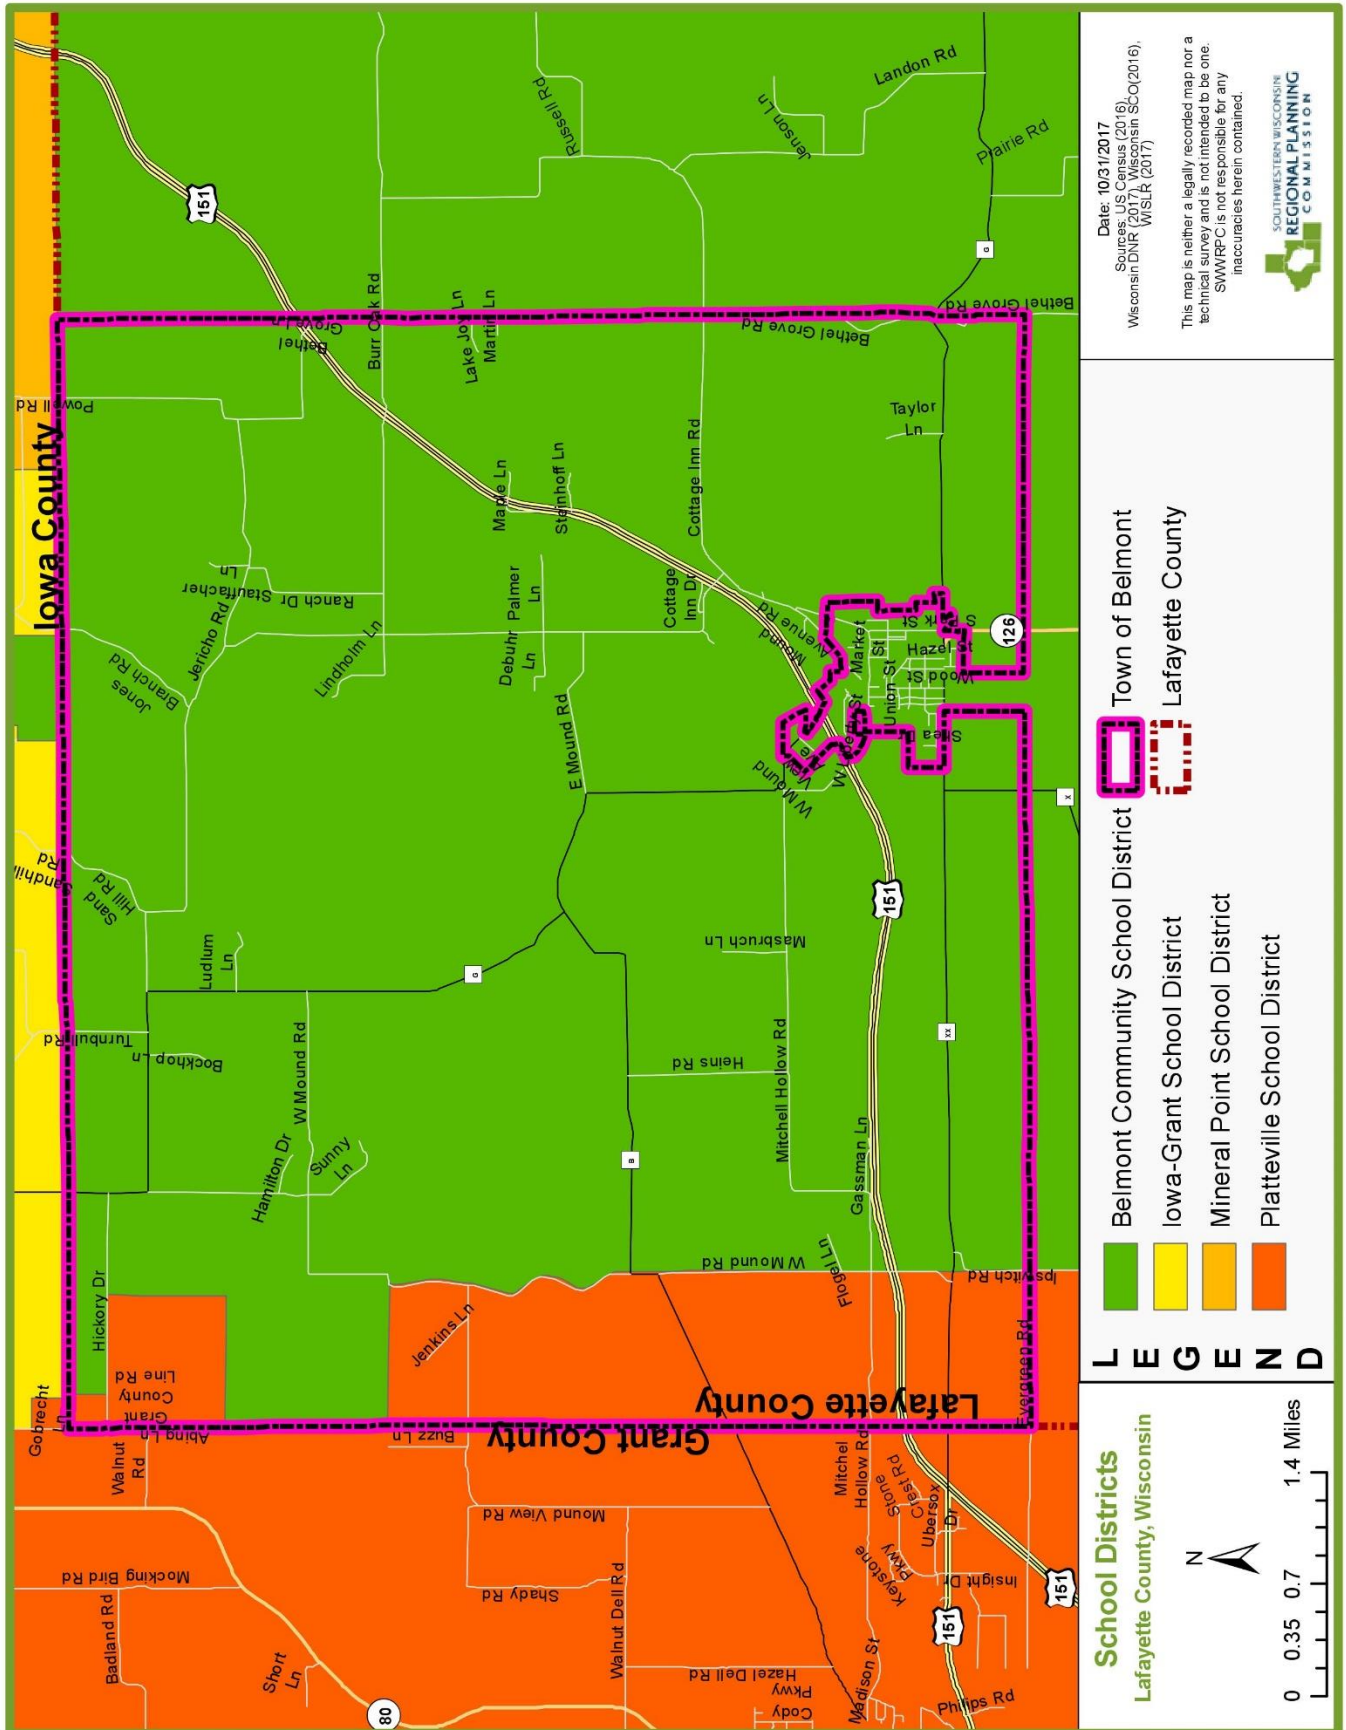 Iowa County
Grant County
Lafayette County
Powell Rd
Jones
Branch Rd
Jericho Rd
Stauffacher
Ln
Ranch Dr
Lindholm Ln
Bethel
Grove Ln
Burr Oak Rd
Lake Joy Ln
Martin Ln
Russell Rd
Jenson Ln
Landon Rd
Prairie Rd
Bethel Grove Rd
Bethel Grove Rd
Taylor
Ln
Cottage Inn Rd
Maple Ln
Steinhoff Ln
Debuhr
Ln
Palmer
Ln
Cottage
Inn Dr
E Mound Rd
Mound
Avenue Rd
Market
St
Union St
Hazel St
Wood St
Shea Dr
W Mound
Sandhill
Rd
Sand
Hill Rd
Ludlum
Ln
Turnbull Rd
Bockhop Ln
W Mound Rd
Hamilton Dr
Sunny
Ln
Masbruch Ln
Heins Rd
Mitchell Hollow Rd
Gassman Ln
W Mound Rd
Flogel Ln
Ipswitch Rd
Evergreen Rd
Hickory Dr
Gobrecht
Ln
Grant
County
Line Rd
Abing Ln
Walnut
Rd
Jenkins Ln
Buzz Ln
Mound View Rd
Mocking Bird Rd
Badland Rd
Short
Ln
Shady Rd
Walnut Dell Rd
Hazel Dell Rd
Cody
Pkwy
Madison St
Philips Rd
Mitchel
Hollow Rd
Stone
Crest Rd
Ubersox
Dr
Keystone
Pkwy
Insight Dr
151
151
151
151
80
126
G
G
B
X
XX
School Districts
Lafayette County, Wisconsin
N
0 0.35 0.7 1.4 Miles
LEGEND
Belmont Community School District
Iowa-Grant School District
Mineral Point School District
Platteville School District
Town of Belmont
Lafayette County
Date: 10/31/2017
Sources: US Census (2016),
Wisconsin DNR (2017), Wisconsin SCO(2016),
WISLR (2017)
This map is neither a legally recorded map nor a
technical survey and is not intended to be one.
SWWRPC is not responsible for any
inaccuracies herein contained.
SOUTHWESTERN WISCONSIN
REGIONAL PLANNING
COMMISSION